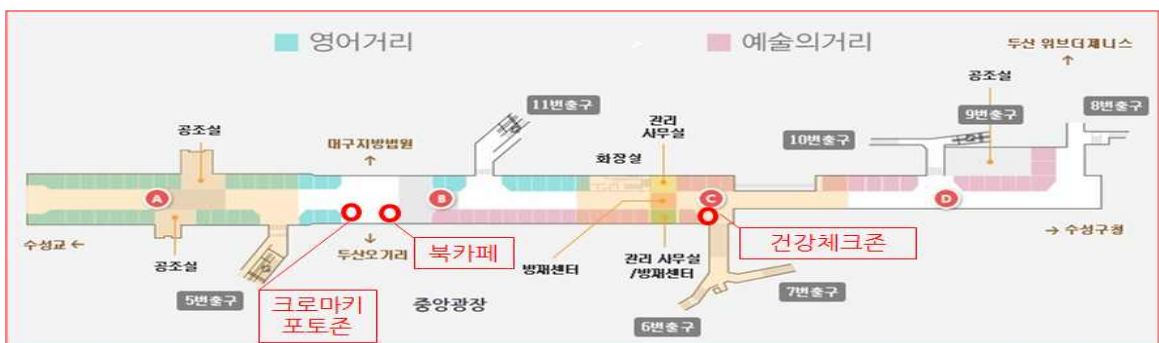 영어거리
예술의거리
두산 위브더제니스
↑
공조실
11번출구
9번출구
8번출구
공조실
대구지방법원
↑
관리
사무실
화장실
10번출구
A
B
C
D
수성교 ←
공조실
↓
두산오거리
북카페
방재센터
관리 사무실
/방재센터
건강체크존
→ 수성구청
5번출구
크로마키
포토존
중앙광장
7번출구
6번출구